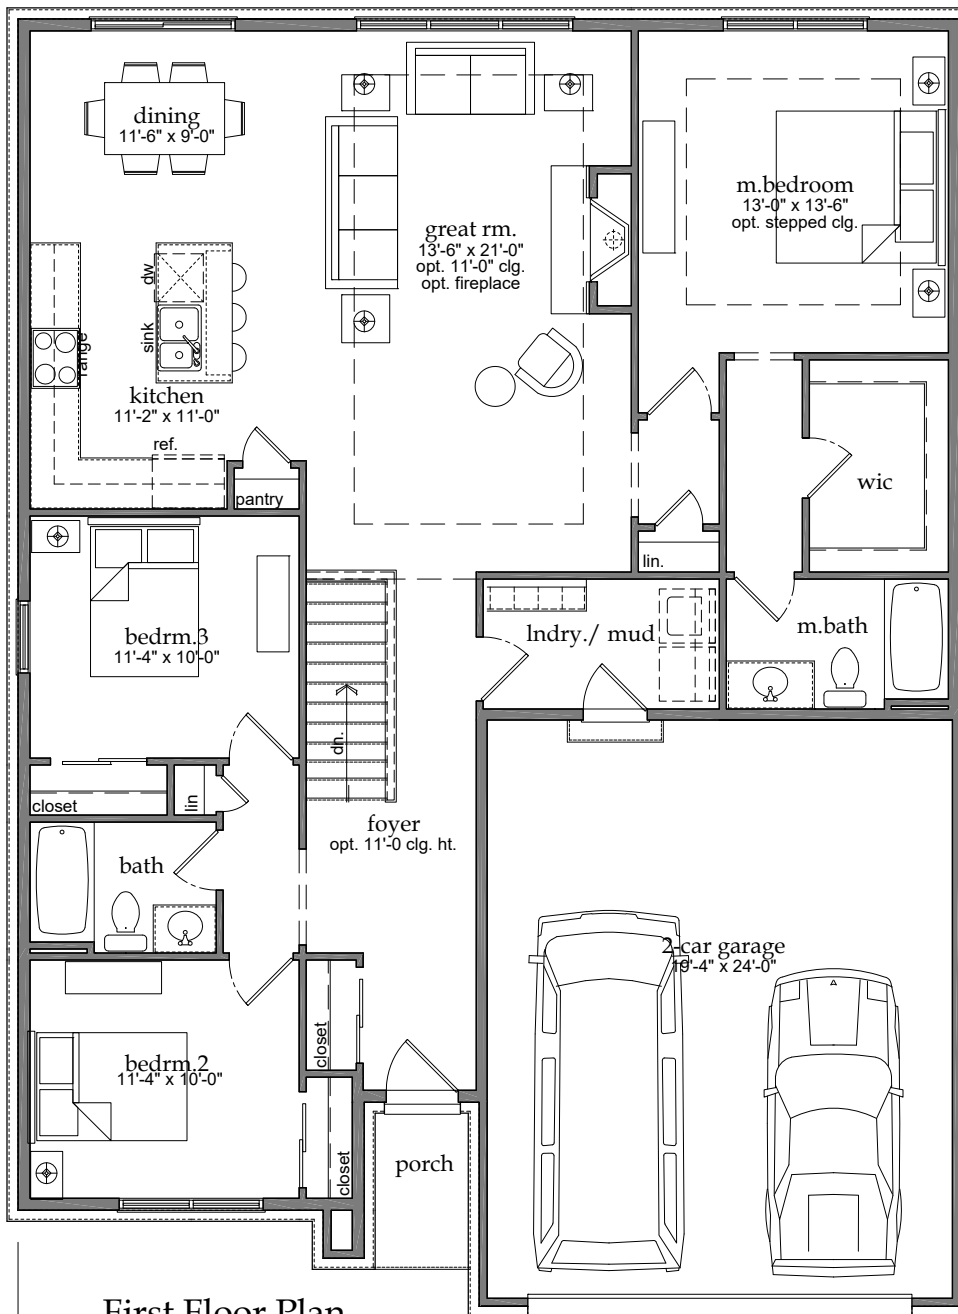 dining
11'-6" x 9'-0"
m.bedroom
13'-0" x 13'-6"
opt. stepped clg.
great rm.
13'-6" x 21'-0"
opt. 11'-0" clg.
opt. fireplace
dw
sink
range
kitchen
11'-2" x 11'-0"
ref.
pantry
wic
lin.
bedrm.3
11'-4" x 10'-0"
lndry./ mud
m.bath
dn.
closet
lin
foyer
opt. 11'-0 clg. ht.
bath
2-car garage
19'-4" x 24'-0"
closet
bedrm.2
11'-4" x 10'-0"
closet
porch
First Floor Plan